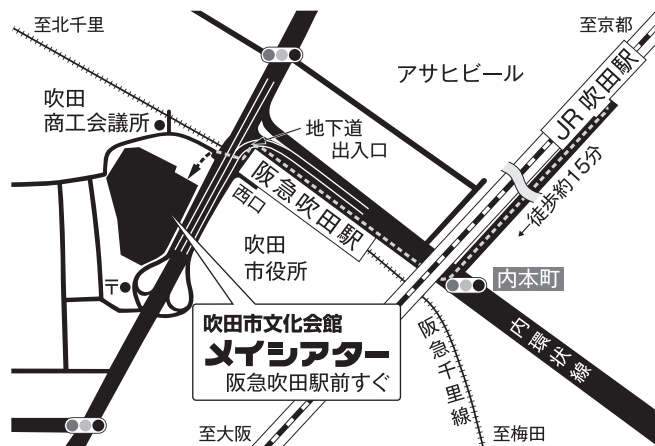 至北千里
至京都
アサヒビール
JR吹田駅
吹田
商工会議所
地下道
出入口
阪急吹田駅
西口
←徒歩約15分
吹田
市役所
内本町
〒
吹田市文化会館
メイシアター
阪急吹田駅前すぐ
阪急千里線
内環状線
至大阪
至梅田